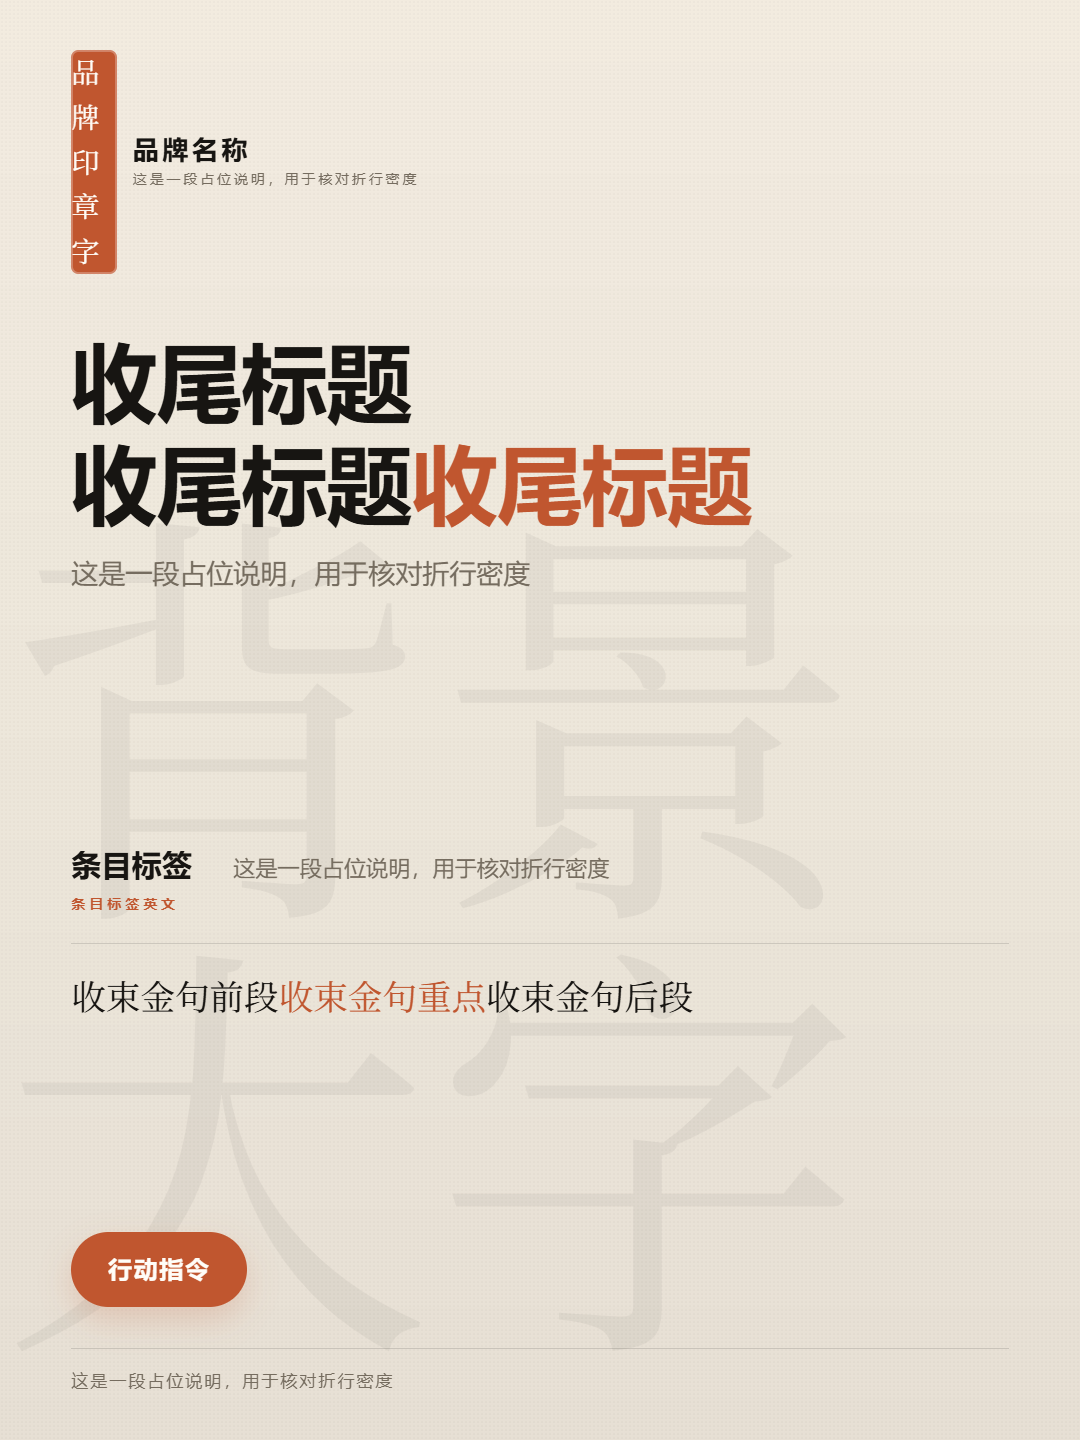 品牌印章字
品牌名称
这是一段占位说明，用于核对折行密度
收尾标题
收尾标题收尾标题
这是一段占位说明，用于核对折行密度
背景
大字
条目标签
这是一段占位说明，用于核对折行密度
条目标签英文
收束金句前段收束金句重点收束金句后段
行动指令
这是一段占位说明，用于核对折行密度